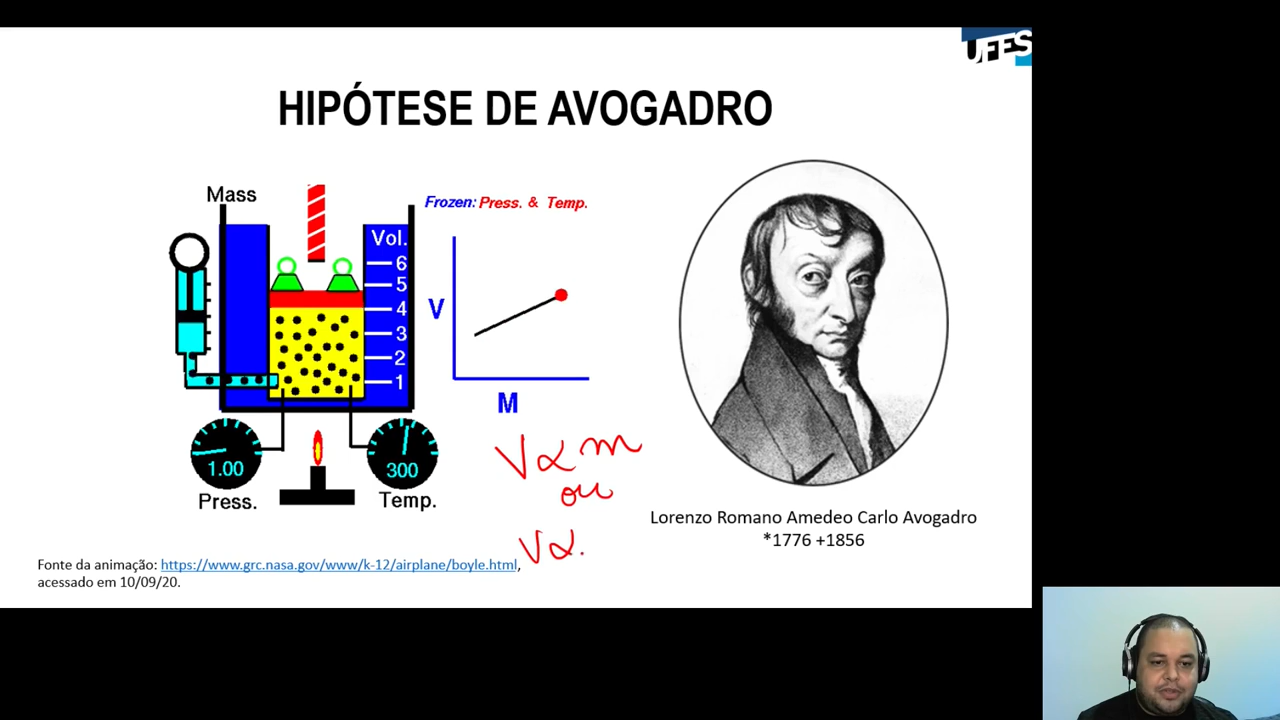 UFES
HIPÓTESE DE AVOGADRO
Mass
Frozen: Press. & Temp.
Vol.
6
5
4
3
2
1
V
M
1.00
300
Press.
Temp.
V α m
ou
V α
Lorenzo Romano Amedeo Carlo Avogadro
*1776 +1856
Fonte da animação: https://www.grc.nasa.gov/www/k-12/airplane/boyle.html,
acessado em 10/09/20.